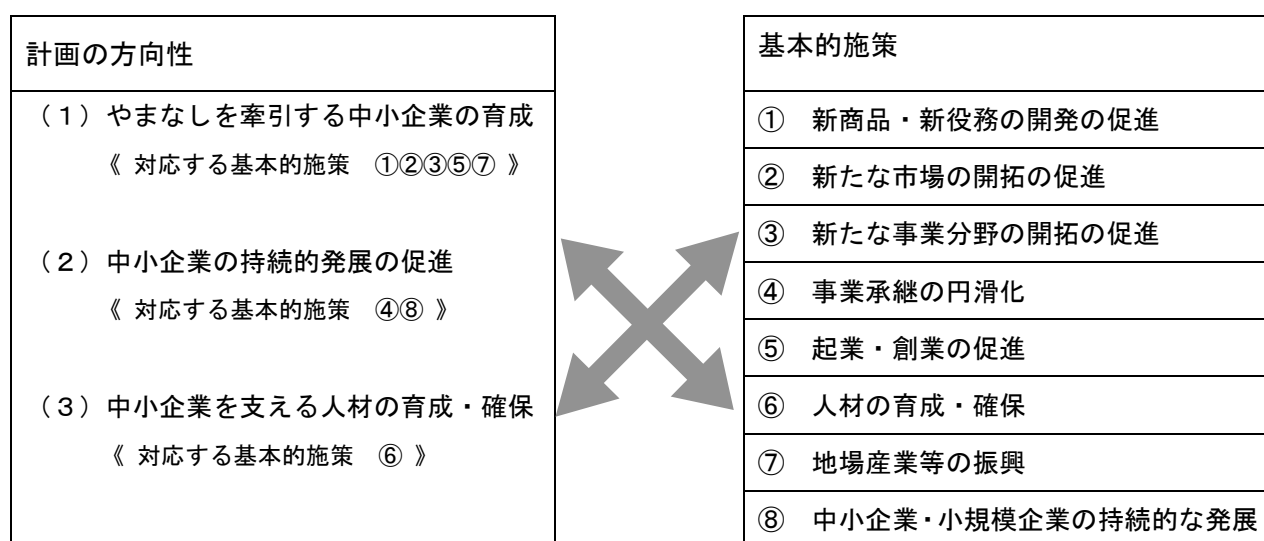 計画の方向性
（１）やまなしを牽引する中小企業の育成
《 対応する基本的施策　①②③⑤⑦ 》
（２）中小企業の持続的発展の促進
《 対応する基本的施策　④⑧ 》
（３）中小企業を支える人材の育成・確保
《 対応する基本的施策　⑥ 》
基本的施策
①　新商品・新役務の開発の促進
②　新たな市場の開拓の促進
③　新たな事業分野の開拓の促進
④　事業承継の円滑化
⑤　起業・創業の促進
⑥　人材の育成・確保
⑦　地場産業等の振興
⑧　中小企業・小規模企業の持続的な発展